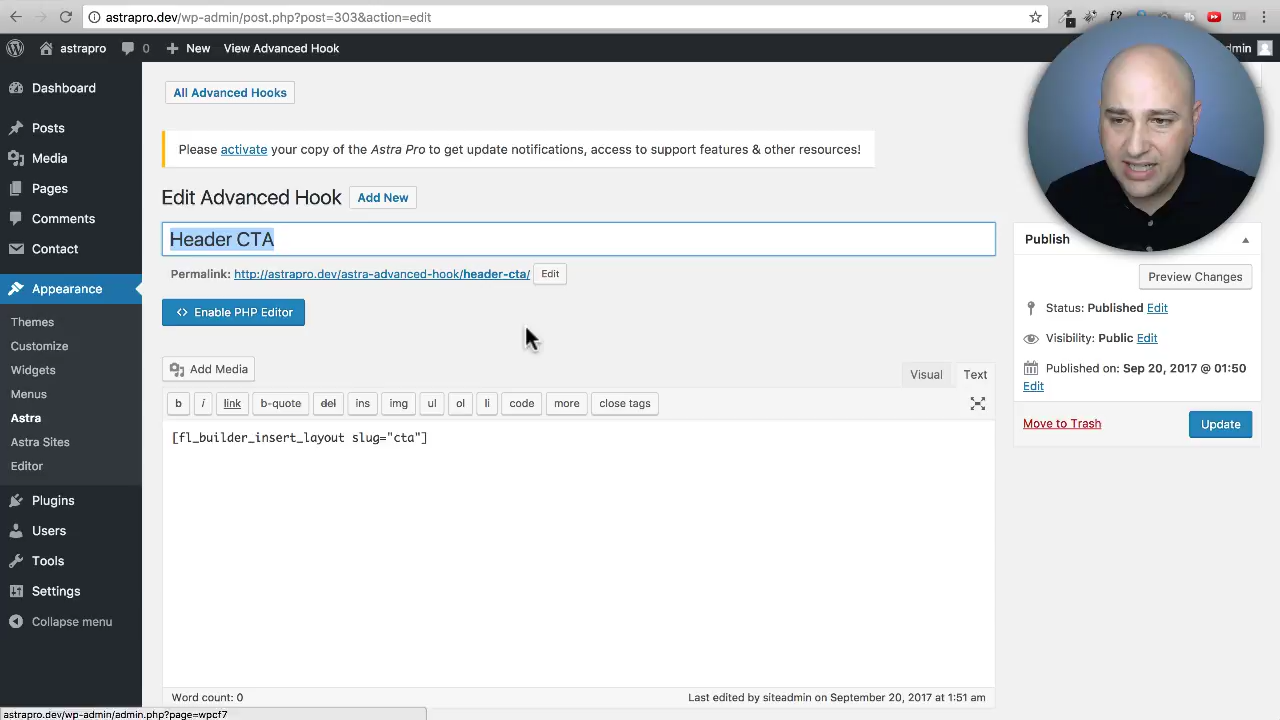 astrapro.dev/wp-admin/post.php?post=303&action=edit
astrapro 0 New View Advanced Hook
Dashboard
Posts
Media
Pages
Comments
Contact
Appearance
Themes
Customize
Widgets
Menus
Astra
Astra Sites
Editor
Plugins
Users
Tools
Settings
Collapse menu
All Advanced Hooks
Please activate your copy of the Astra Pro to get update notifications, access to support features & other resources!
Edit Advanced Hook Add New
Header CTA
Permalink: http://astrapro.dev/astra-advanced-hook/header-cta/ Edit
Enable PHP Editor
Add Media
Visual Text
b i link b-quote del ins img ul ol li code more close tags
[fl_builder_insert_layout slug="cta"]
Word count: 0
Last edited by siteadmin on September 20, 2017 at 1:51 am
Publish
Preview Changes
Status: Published Edit
Visibility: Public Edit
Published on: Sep 20, 2017 @ 01:50
Edit
Move to Trash Update
astrapro.dev/wp-admin/admin.php?page=wpcf7